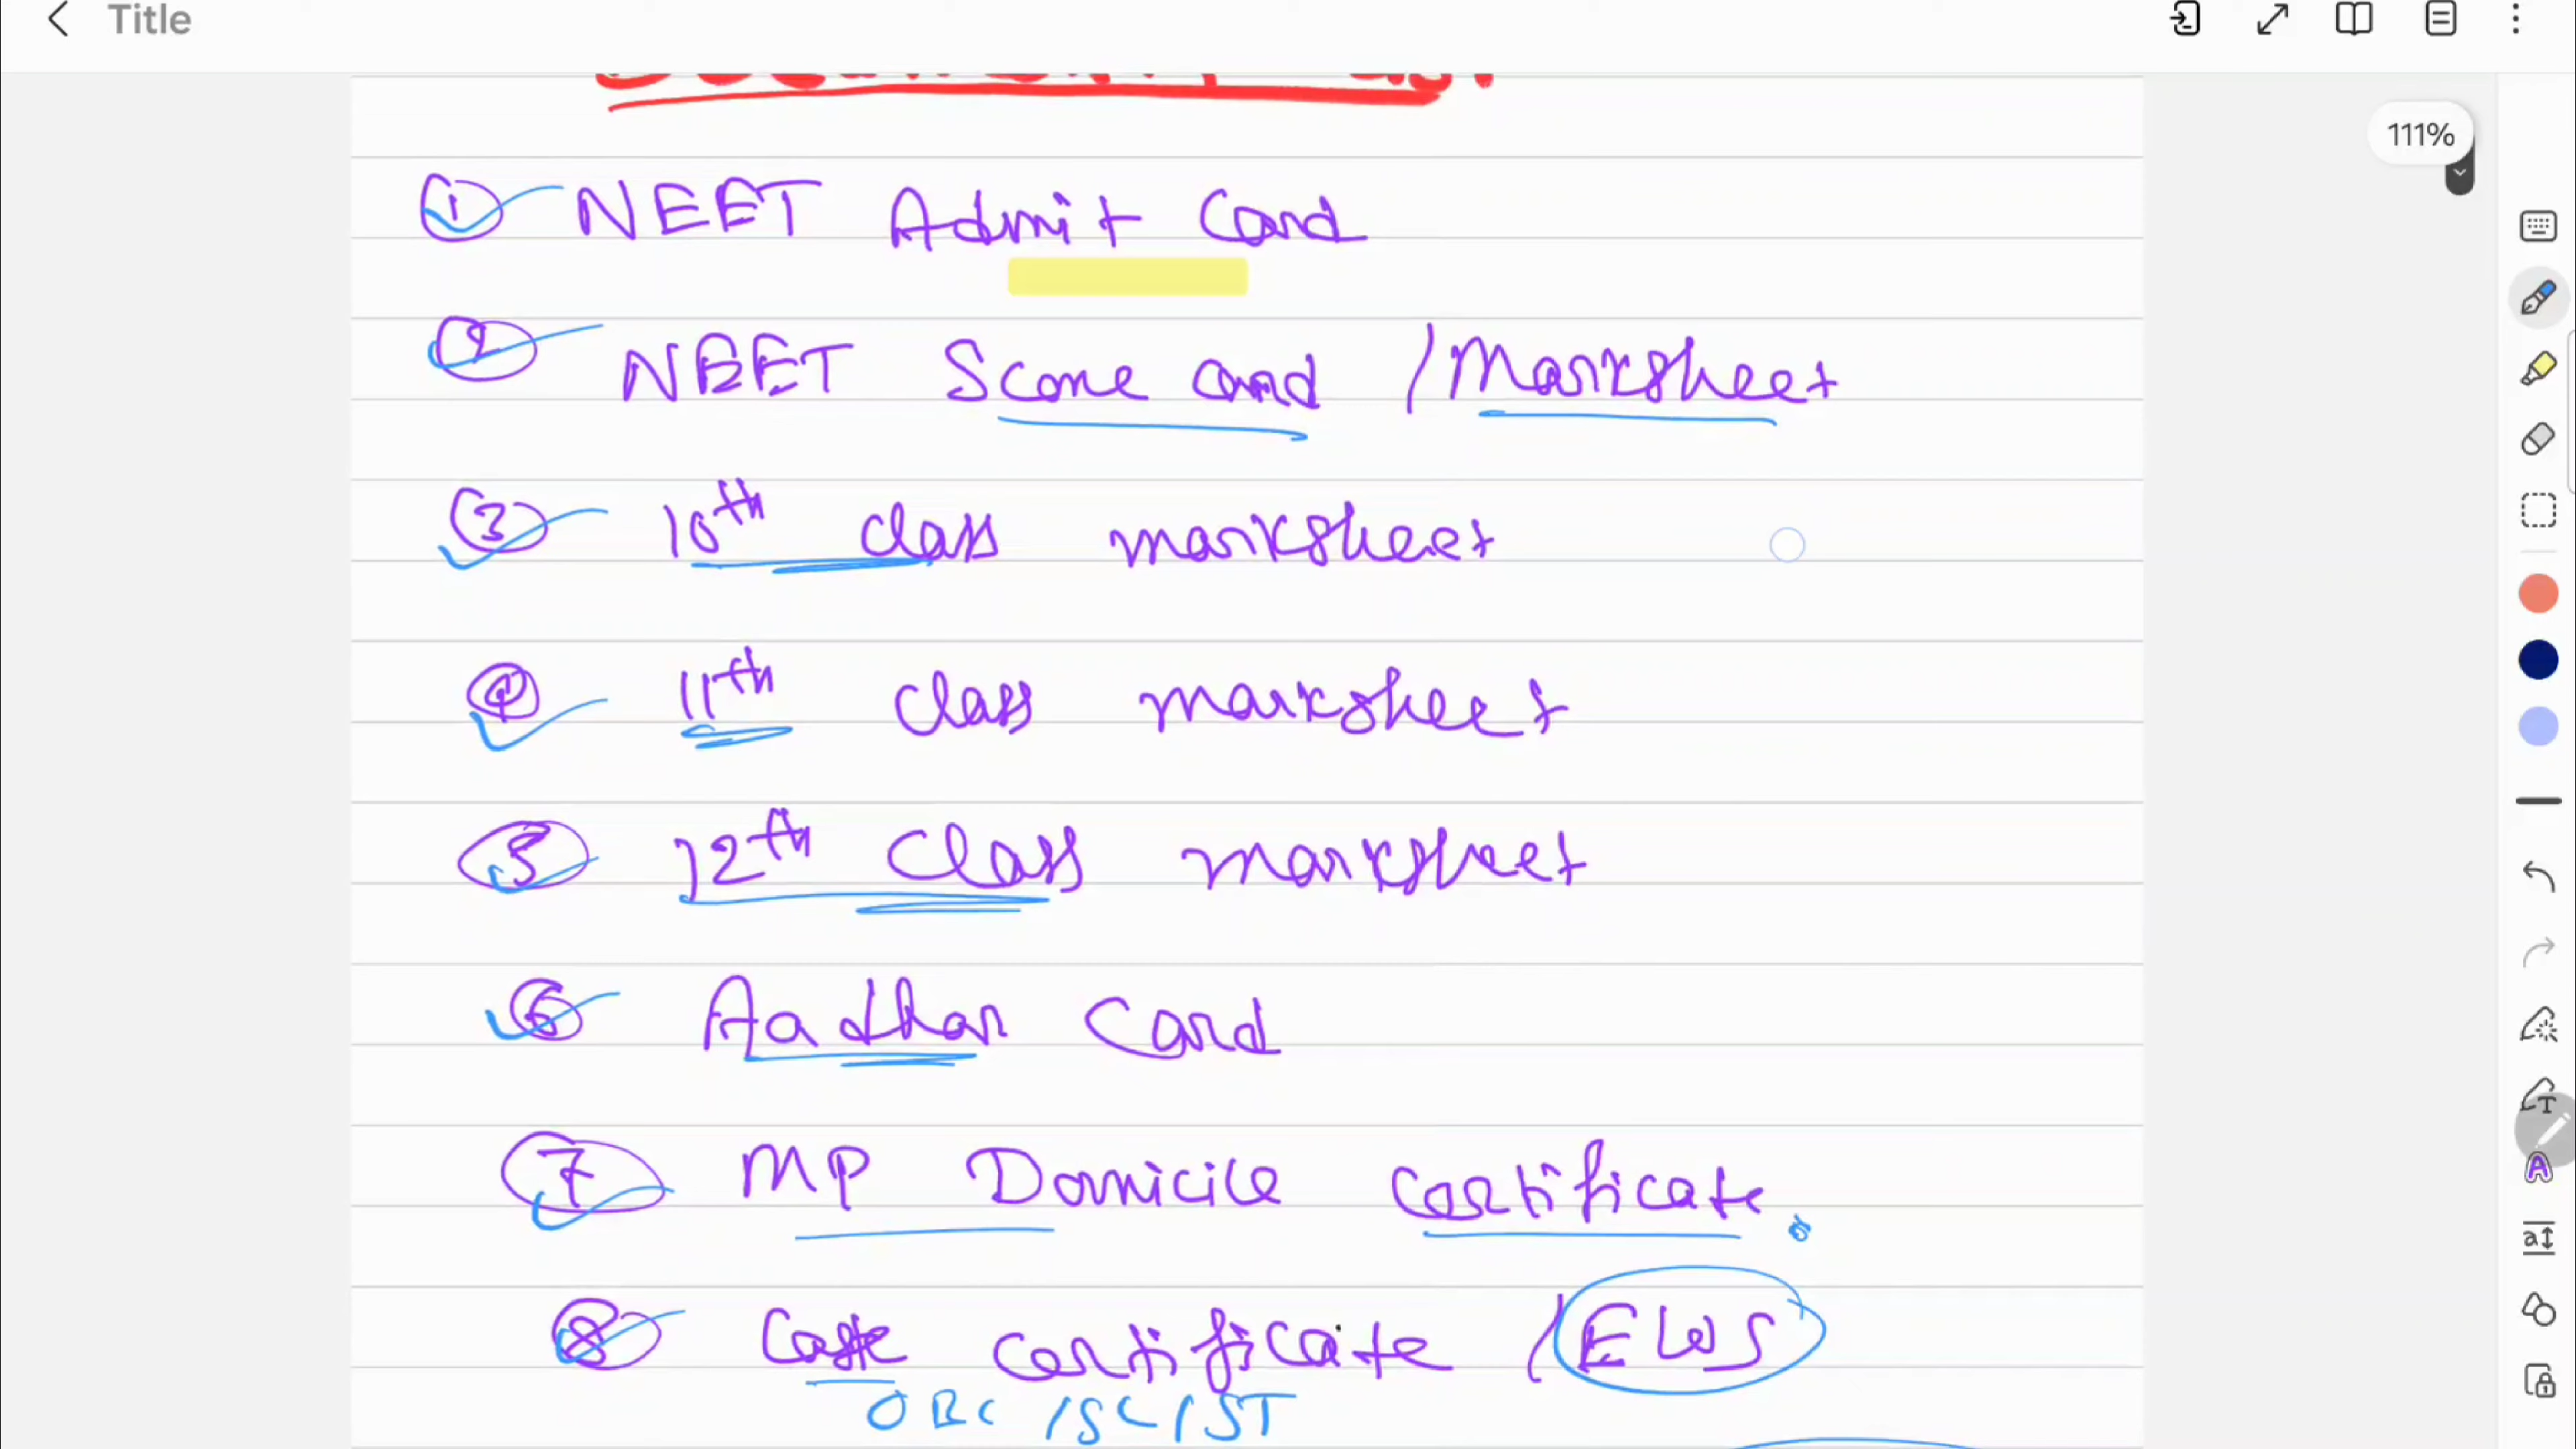 Title
111%
① NEET Admit Card
② NEET Score card / Marksheet
③ 10th class marksheet
④ 11th class marksheet
⑤ 12th class marksheet
⑥ Aadhar Card
⑦ MP Domicile certificate.
⑧ Caste certificate / EWS
OBC / SC / ST